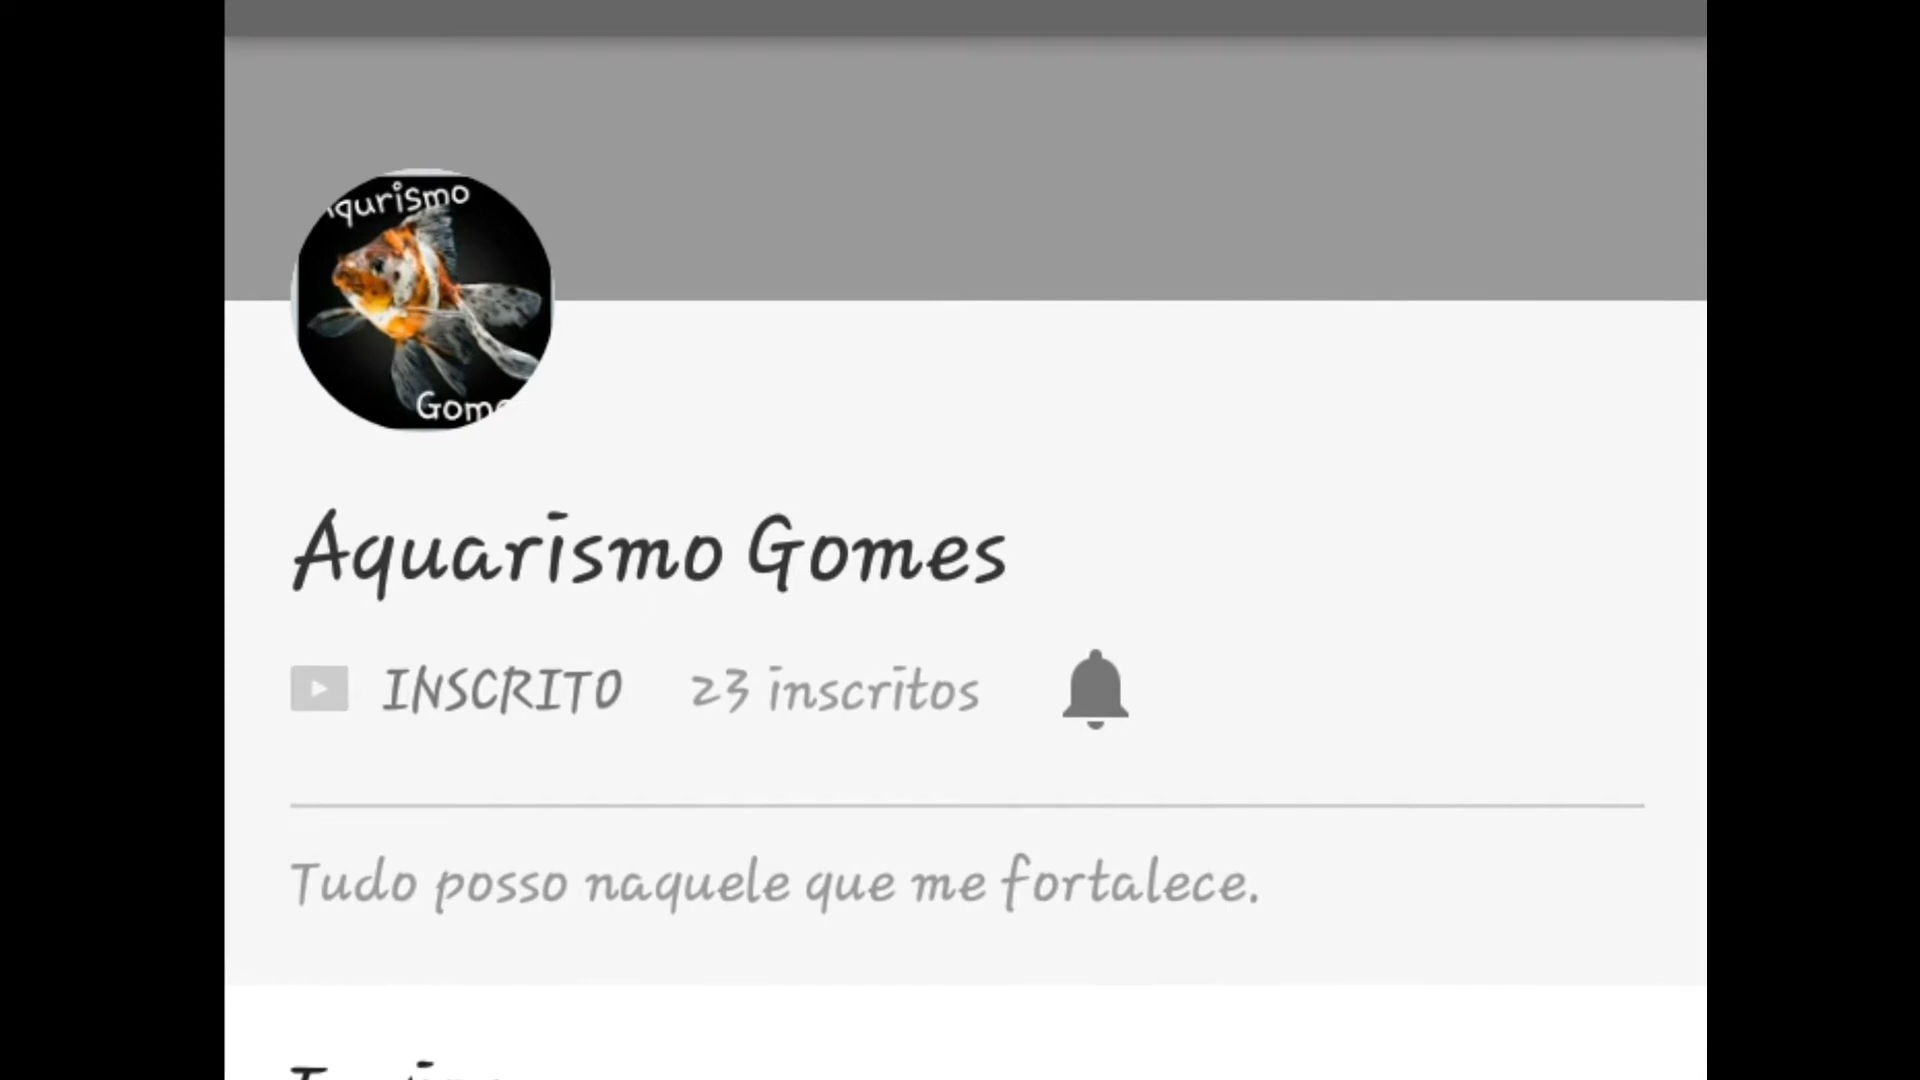 qurismo
Gom
Aquarismo Gomes
INSCRITO 23 inscritos
Tudo posso naquele que me fortalece.